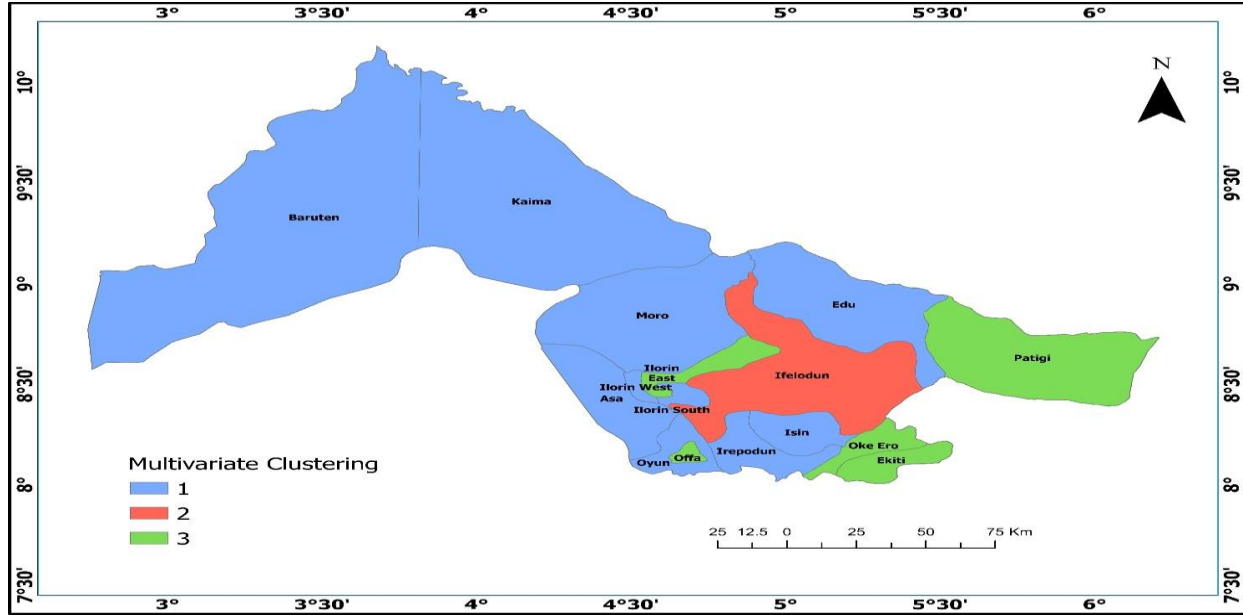 3° 3°30' 4° 4°30' 5° 5°30' 6°
N
10° 10°
9°30' 9°30'
Kaima
Baruten
9° 9°
Edu
Moro
Patigi
Ilorin
East
Ifelodun
8°30' 8°30'
Ilorin West
Asa
Ilorin South
Isin
Oke Ero
Irepodun
Offa
Oyun
Ekiti
Multivariate Clustering
8° 8°
1
2
3
25 12.5 0 25 50 75 Km
7°30' 7°30'
3° 3°30' 4° 4°30' 5° 5°30' 6°